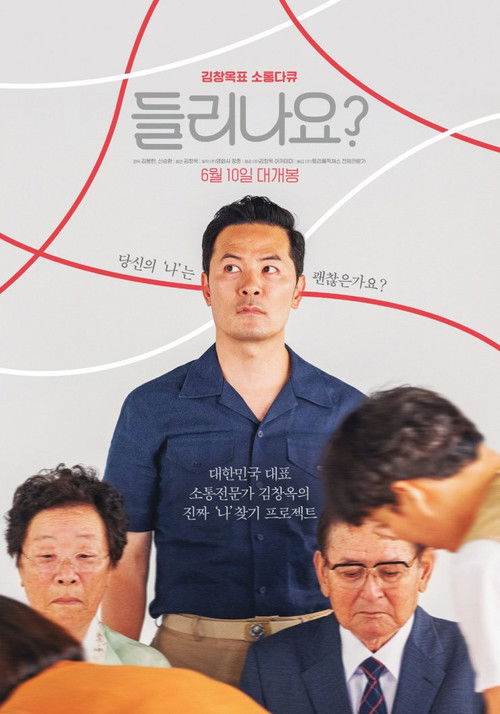 김창옥표 소통다큐
들리나요?
6월 10일 대개봉
당신의 '나'는 괜찮은가요?
대한민국 대표
소통전문가 김창옥의
진짜 '나'찾기 프로젝트